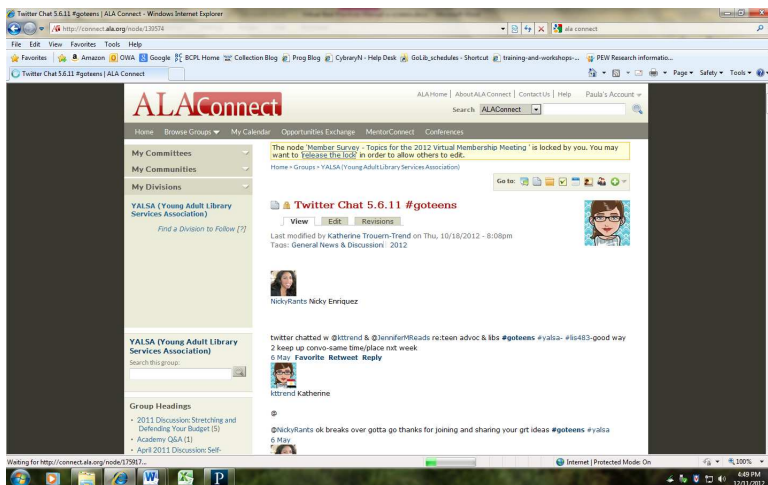 Twitter Chat 5.6.11 #goteens | ALA Connect - Windows Internet Explorer
http://connect.ala.org/node/130574
ala connect
File Edit View Favorites Tools Help
Favorites Amazon OWA Google BCPL Home Collection Blog Prog Blog CybraryN - Help Desk GoLib_schedules - Shortcut training-and-workshops-... PEW Research informatio...
Twitter Chat 5.6.11 #goteens | ALA Connect
Page Safety Tools
ALA Home | About ALA Connect | Contact Us | Help Paula's Account
ALAConnect
Search ALAConnect
Home Browse Groups My Calendar Opportunities Exchange MentorConnect Conferences
My Committees
My Communities
My Divisions
YALSA (Young Adult Library
Services Association)
Find a Division to Follow [?]
The node 'Member Survey - Topics for the 2012 Virtual Membership Meeting ' is locked by you. You may
want to 'release the lock' in order to allow others to edit.
Home » Groups » YALSA (Young Adult Library Services Association)
Go to:
Twitter Chat 5.6.11 #goteens
View Edit Revisions
Last modified by Katherine Trouern-Trend on Thu, 10/18/2012 - 8:08pm
Tags: General News & Discussion 2012
NickyRants Nicky Enriquez
twitter chatted w @kttrend & @JenniferMReads re:teen advoc & libs #goteens #yalsa- #lis483-good way
2 keep up convo-same time/place nxt week
6 May Favorite Retweet Reply
kttrend Katherine
@
@NickyRants ok breaks over gotta go thanks for joining and sharing your grt ideas #goteens #yalsa
6 May
YALSA (Young Adult Library
Services Association)
Search this group:
Group Headings
2011 Discussion: Stretching and
Defending Your Budget (5)
Academy Q&A (1)
April 2011 Discussion: Self-
Waiting for http://connect.ala.org/node/175917...
Internet | Protected Mode: On
100%
4:49 PM
12/11/2012